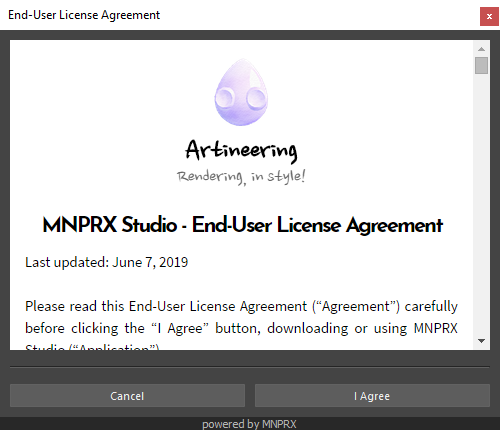 End-User License Agreement
x
Artineering
Rendering, in style!
MNPRX Studio - End-User License Agreement
Last updated: June 7, 2019
Please read this End-User License Agreement (“Agreement”) carefully
before clicking the “I Agree” button, downloading or using MNPRX
Studio (“Application”)
Cancel
I Agree
powered by MNPRX